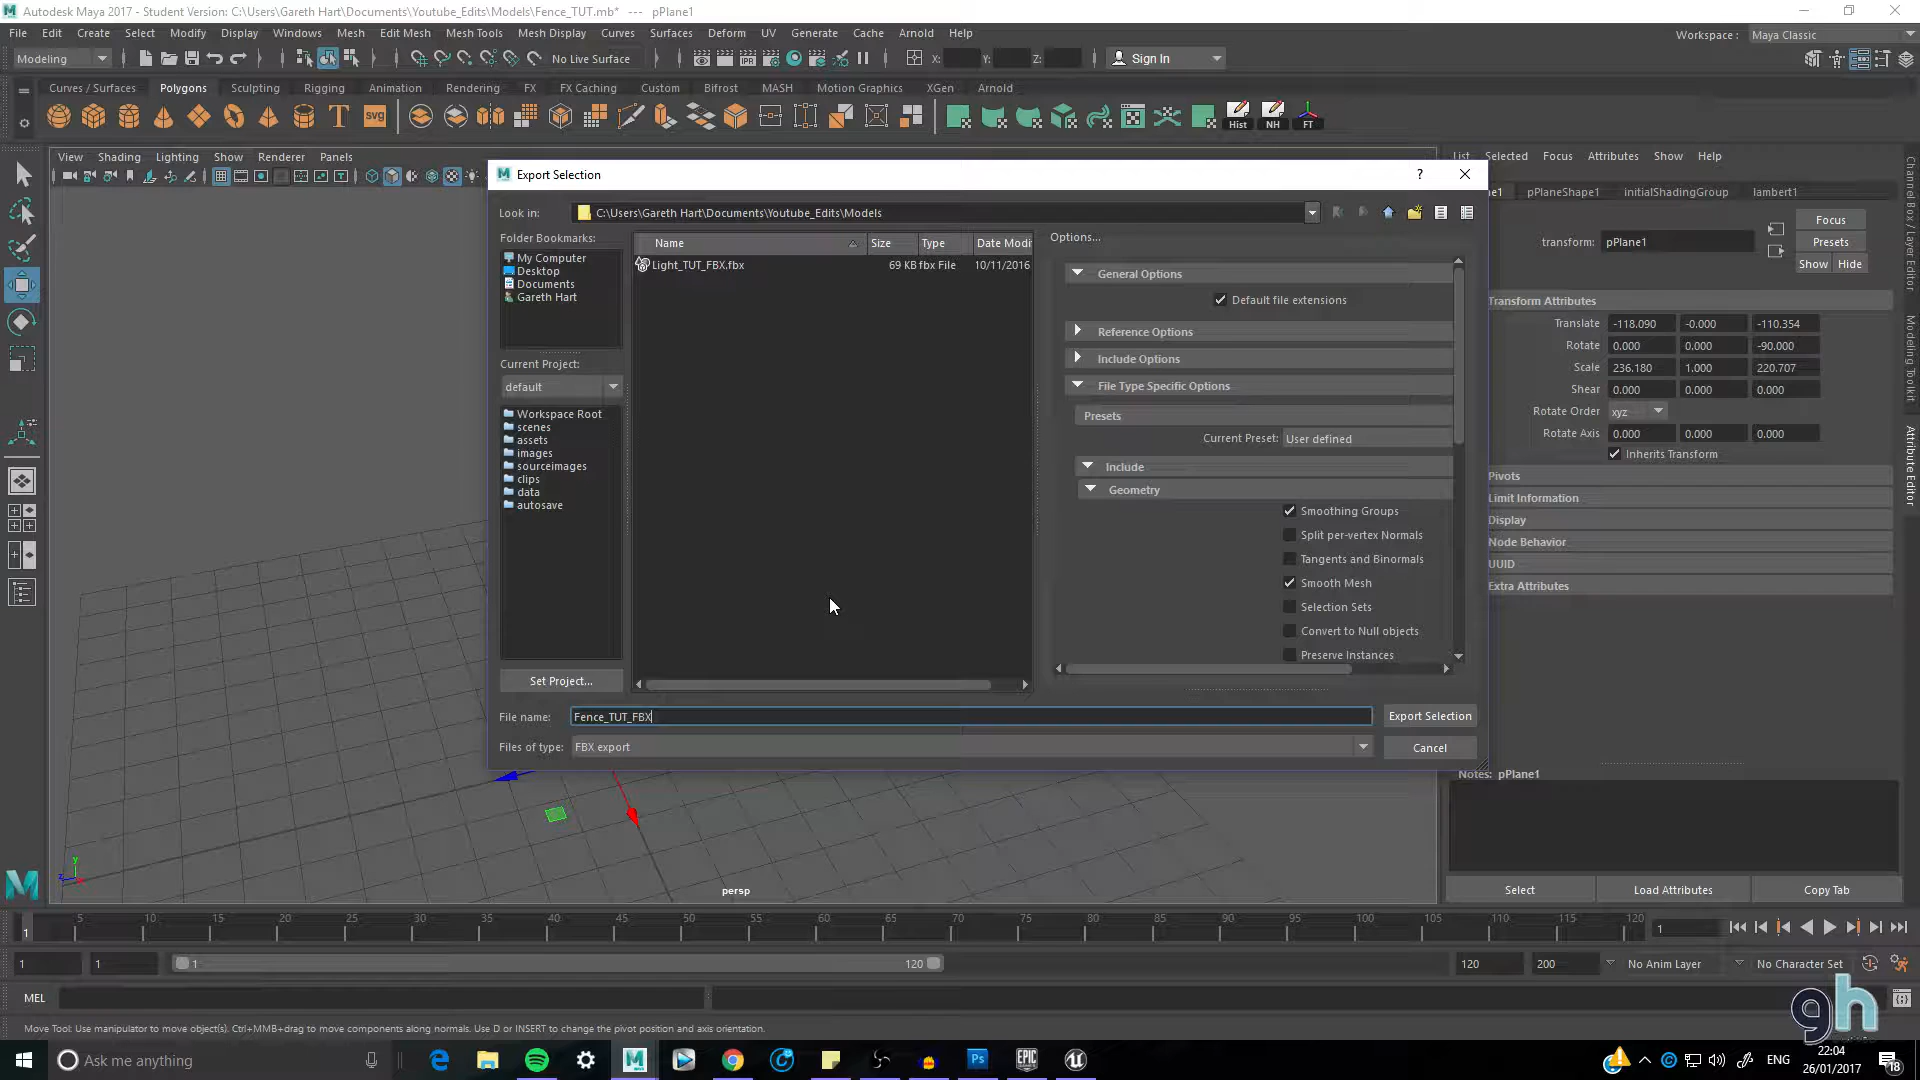 Autodesk Maya 2017 - Student Version: C:\Users\Gareth Hart\Documents\Youtube_Edits\Models\Fence_TUT.mb* --- pPlane1
File Edit Create Select Modify Display Windows Mesh Edit Mesh Mesh Tools Mesh Display Curves Surfaces Deform UV Generate Cache Arnold Help Workspace : Maya Classic
Modeling No Live Surface X: Y: Z: Sign In
Curves / Surfaces Polygons Sculpting Rigging Animation Rendering FX FX Caching Custom Bifrost MASH Motion Graphics XGen Arnold
T svg IPR Hist NH FT
View Shading Lighting Show Renderer Panels
List Selected Focus Attributes Show Help
Export Selection ? 
pPlaneShape1 initialShadingGroup lambert1
Look in: C:\Users\Gareth Hart\Documents\Youtube_Edits\Models
Folder Bookmarks:
My Computer
Desktop
Documents
Gareth Hart
Current Project:
default
Workspace Root
scenes
assets
images
sourceimages
clips
data
autosave
Set Project...
Name Size Type Date Modi
Light_TUT_FBX.fbx 69 KB fbx File 10/11/2016
Options...
General Options
Default file extensions
Reference Options
Include Options
File Type Specific Options
Presets
Current Preset: User defined
Include
Geometry
Smoothing Groups
Split per-vertex Normals
Tangents and Binormals
Smooth Mesh
Selection Sets
Convert to Null objects
Preserve Instances
File name: Fence_TUT_FBX Export Selection
Files of type: FBX export Cancel
transform: pPlane1
Focus
Presets
Show Hide
Transform Attributes
Translate -118.090 -0.000 -110.354
Rotate 0.000 0.000 -90.000
Scale 236.180 1.000 220.707
Shear 0.000 0.000 0.000
Rotate Order xyz
Rotate Axis 0.000 0.000 0.000
Inherits Transform
Pivots
Limit Information
Display
Node Behavior
UUID
Extra Attributes
Notes: pPlane1
Select Load Attributes Copy Tab
Channel Box / Layer Editor
Modeling Toolkit
Attribute Editor
y
z
persp
5 10 15 20 25 30 35 40 45 50 55 60 65 70 75 80 85 90 95 100 105 110 115 120
1 1
1 1 1 120 120 200 No Anim Layer No Character Set
MEL
Move Tool: Use manipulator to move object(s). Ctrl+MMB+drag to move components along normals. Use D or INSERT to change the pivot position and axis orientation.
gh
Ask me anything Ps EPIC ENG 22:04
26/01/2017 18